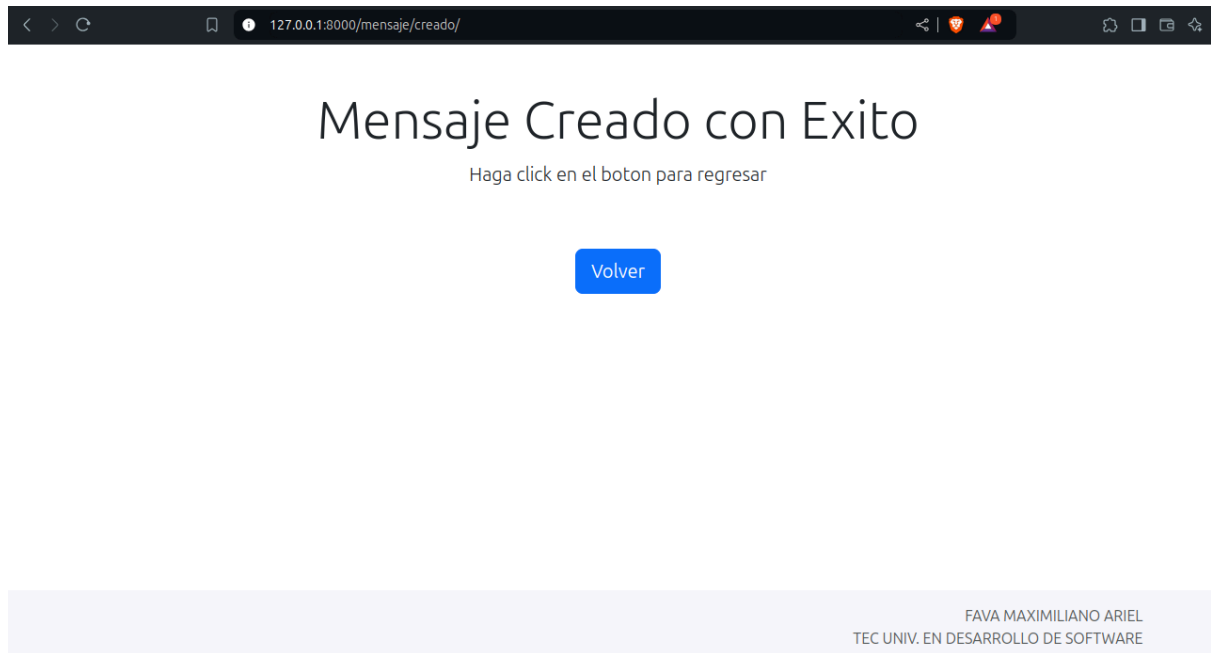 127.0.0.1:8000/mensaje/creado/
1
Mensaje Creado con Exito
Haga click en el boton para regresar
Volver
FAVA MAXIMILIANO ARIEL
TEC UNIV. EN DESARROLLO DE SOFTWARE